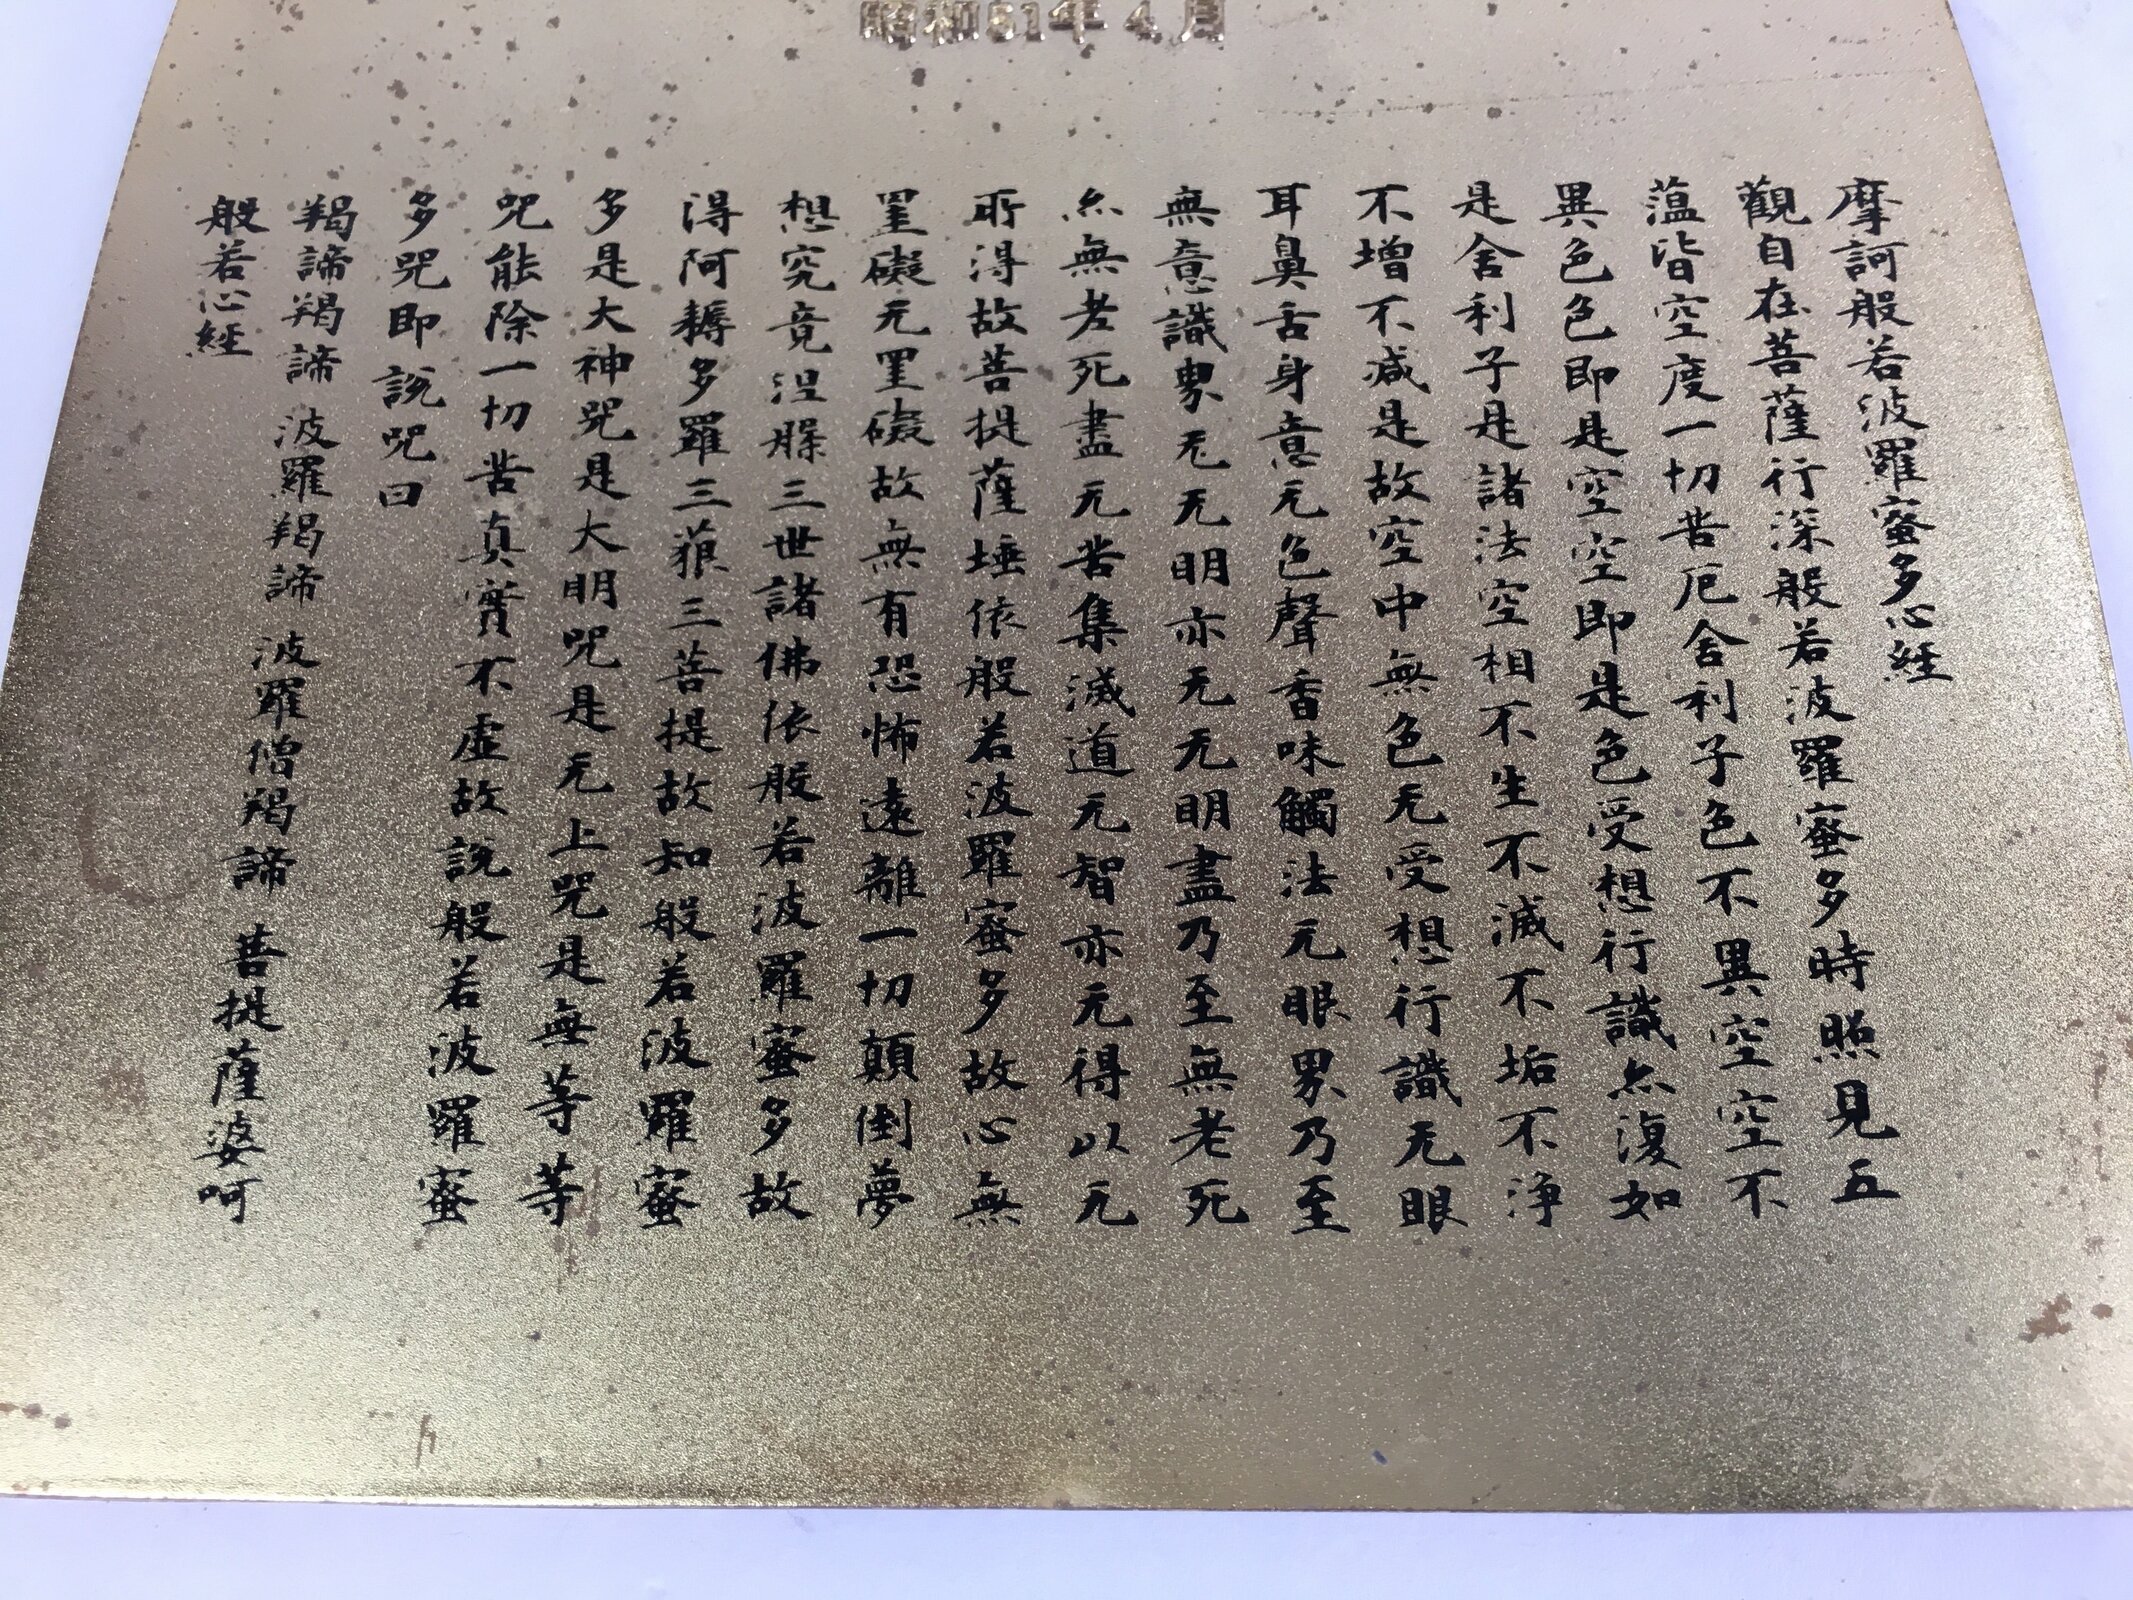 昭和51年4月
摩訶般若波羅蜜多心経
觀自在菩薩行深般若波羅蜜多時照見五
蕰皆空度一切苦厄舍利子色不異空空不
異色色即是空空即是色受想行識亦復如
是舍利子是諸法空相不生不滅不垢不浄
不增不减是故空中無色无受想行識无眼
耳鼻舌身意无色聲香味觸法无眼界乃至
無意識界无无明亦无无明盡乃至無老死
亦無老死盡无苦集滅道无智亦无得以无
所得故菩提薩埵依般若波羅蜜多故心無
罣礙无罣礙故無有恐怖遠離一切顛倒夢
想究竟涅槃三世諸佛依般若波羅蜜多故
得阿耨多羅三藐三菩提故知般若波羅蜜
多是大神咒是大明咒是无上咒是無等等
咒能除一切苦真實不虚故説般若波羅蜜
多咒即説咒曰
羯諦羯諦 波羅羯諦 波羅僧羯諦 菩提薩婆呵
般若心経